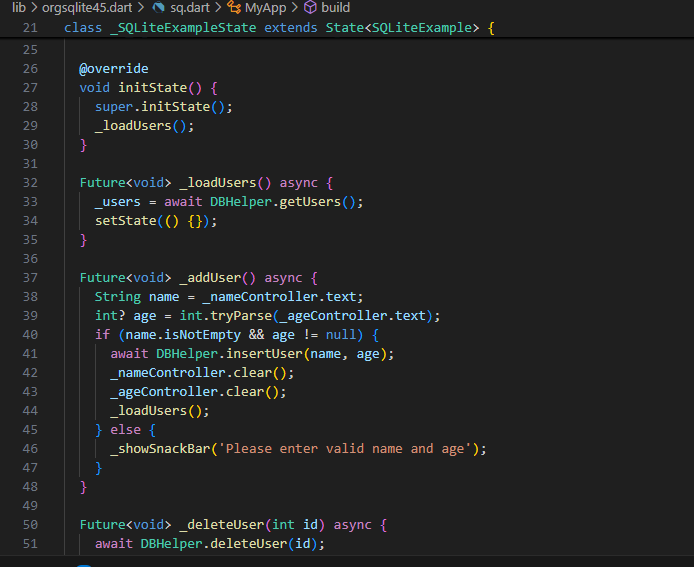 lib > orgsqlite45.dart > sq.dart > MyApp > build
21 class _SQLiteExampleState extends State<SQLiteExample> {
25
26 @override
27 void initState() {
28 super.initState();
29 _loadUsers();
30 }
31
32 Future<void> _loadUsers() async {
33 _users = await DBHelper.getUsers();
34 setState(() {});
35 }
36
37 Future<void> _addUser() async {
38 String name = _nameController.text;
39 int? age = int.tryParse(_ageController.text);
40 if (name.isNotEmpty && age != null) {
41 await DBHelper.insertUser(name, age);
42 _nameController.clear();
43 _ageController.clear();
44 _loadUsers();
45 } else {
46 _showSnackBar('Please enter valid name and age');
47 }
48 }
49
50 Future<void> _deleteUser(int id) async {
51 await DBHelper.deleteUser(id);